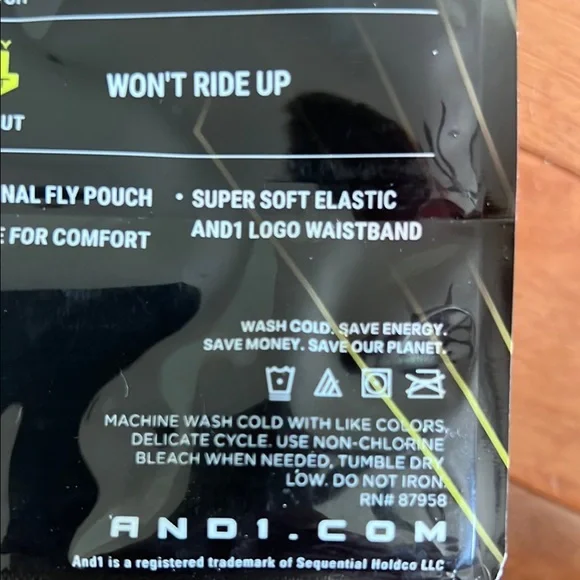 WON'T RIDE UP
UT
NAL FLY POUCH • SUPER SOFT ELASTIC
E FOR COMFORT AND1 LOGO WAISTBAND
WASH COLD. SAVE ENERGY.
SAVE MONEY. SAVE OUR PLANET.
MACHINE WASH COLD WITH LIKE COLORS,
DELICATE CYCLE. USE NON-CHLORINE
BLEACH WHEN NEEDED, TUMBLE DRY
LOW. DO NOT IRON.
RN# 87958
AND1.COM
And1 is a registered trademark of Sequential Holdco LLC